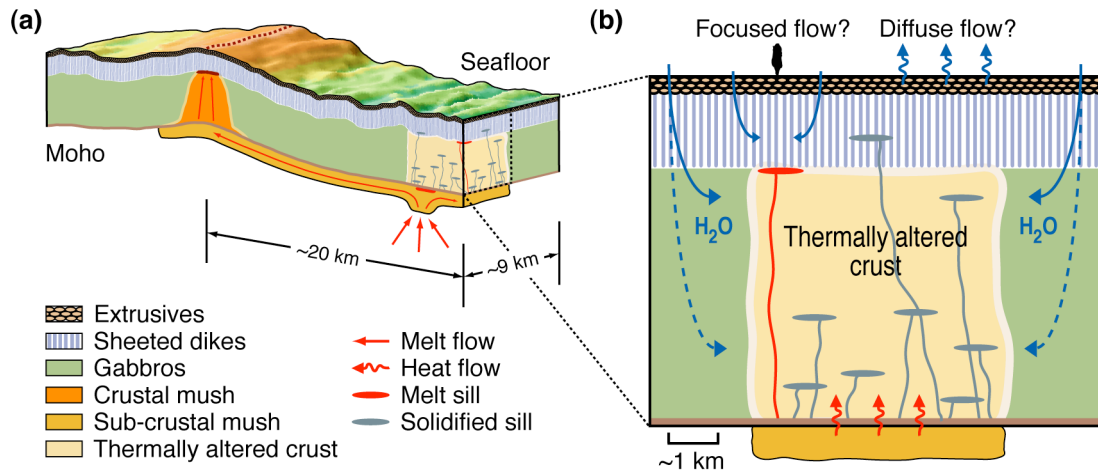 (a)
Seafloor
Moho
~20 km
~9 km
Extrusives
Sheeted dikes
Gabbros
Crustal mush
Sub-crustal mush
Thermally altered crust
Melt flow
Heat flow
Melt sill
Solidified sill
(b)
Focused flow?
Diffuse flow?
H₂O
H₂O
Thermally altered
crust
~1 km